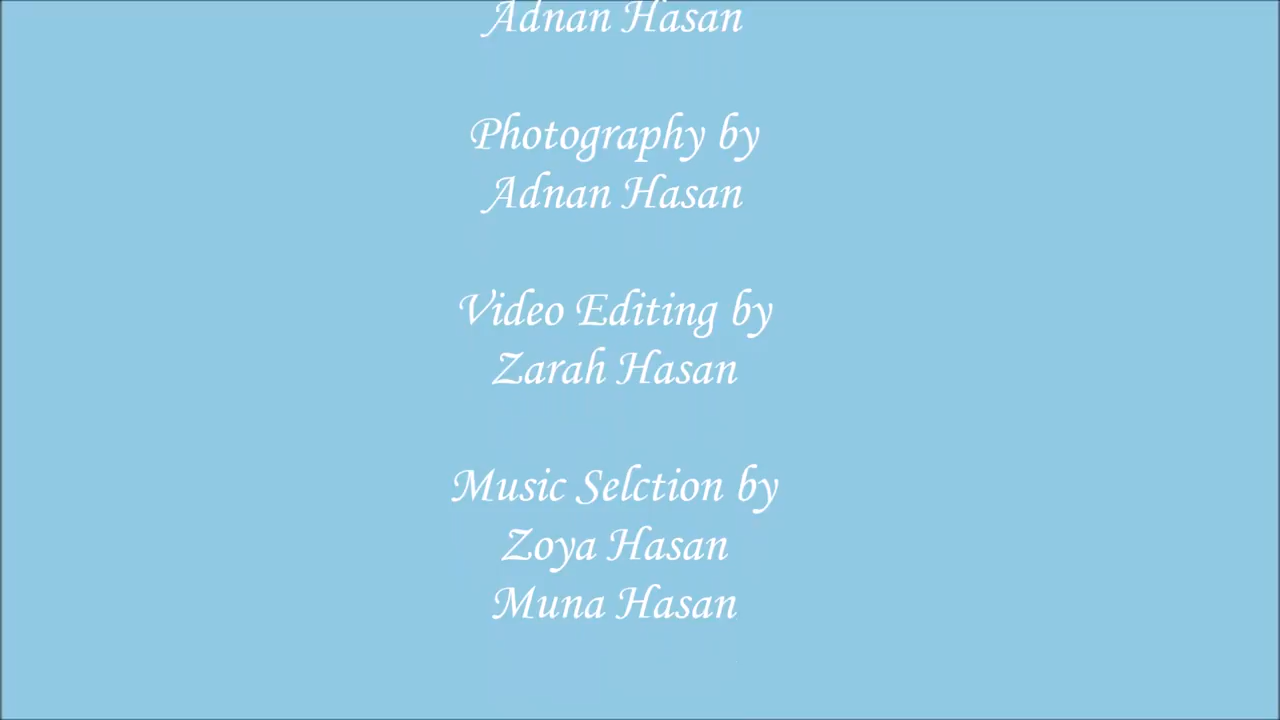 Adnan Hasan
Photography by
Adnan Hasan
Video Editing by
Zarah Hasan
Music Selction by
Zoya Hasan
Muna Hasan